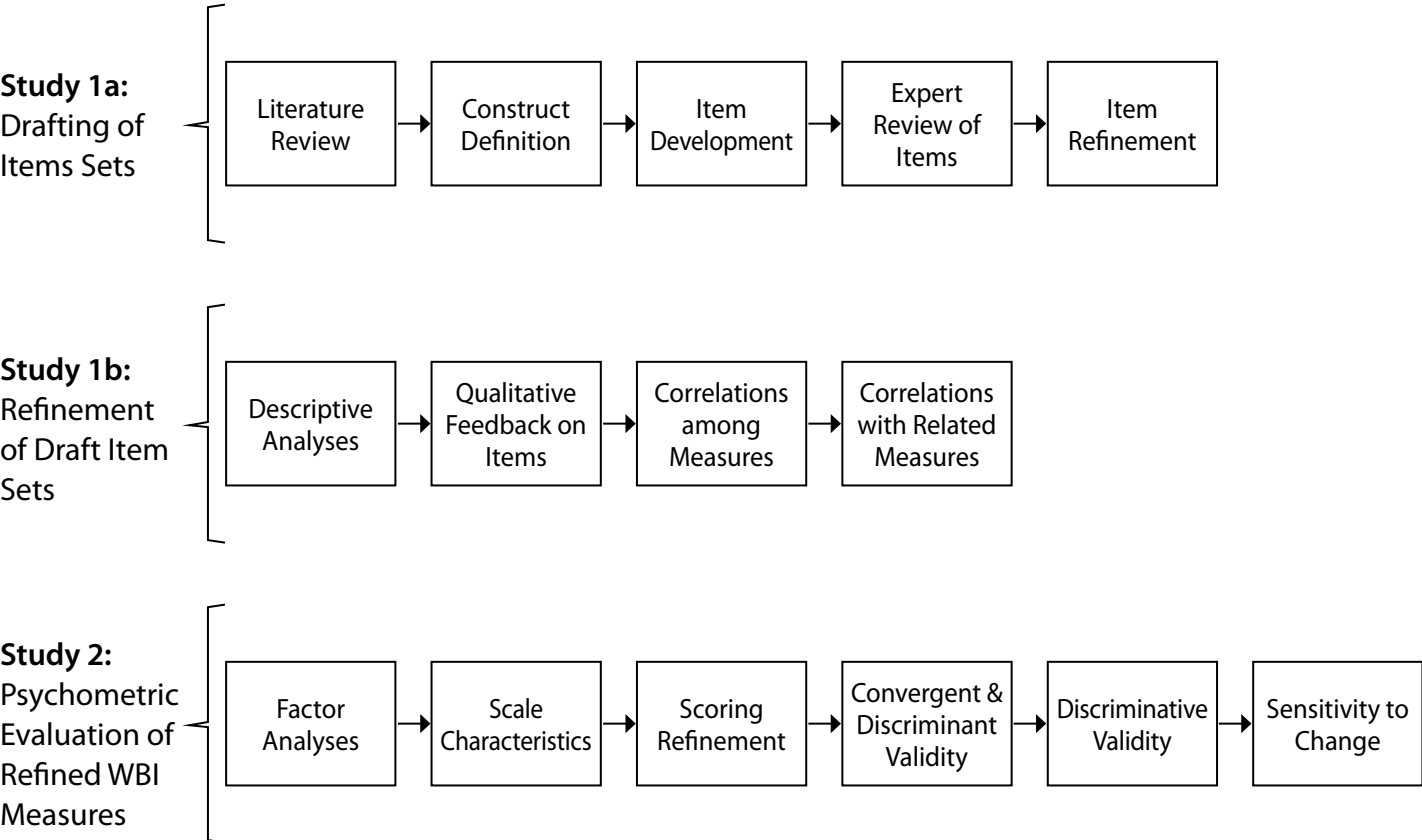 Study 1a:
Drafting of
Items Sets
Literature
Review
Construct
Definition
Item
Development
Expert
Review of
Items
Item
Refinement
Study 1b:
Refinement
of Draft Item
Sets
Descriptive
Analyses
Qualitative
Feedback on
Items
Correlations
among
Measures
Correlations
with Related
Measures
Study 2:
Psychometric
Evaluation of
Refined WBI
Measures
Factor
Analyses
Scale
Characteristics
Scoring
Refinement
Convergent &
Discriminant
Validity
Discriminative
Validity
Sensitivity to
Change